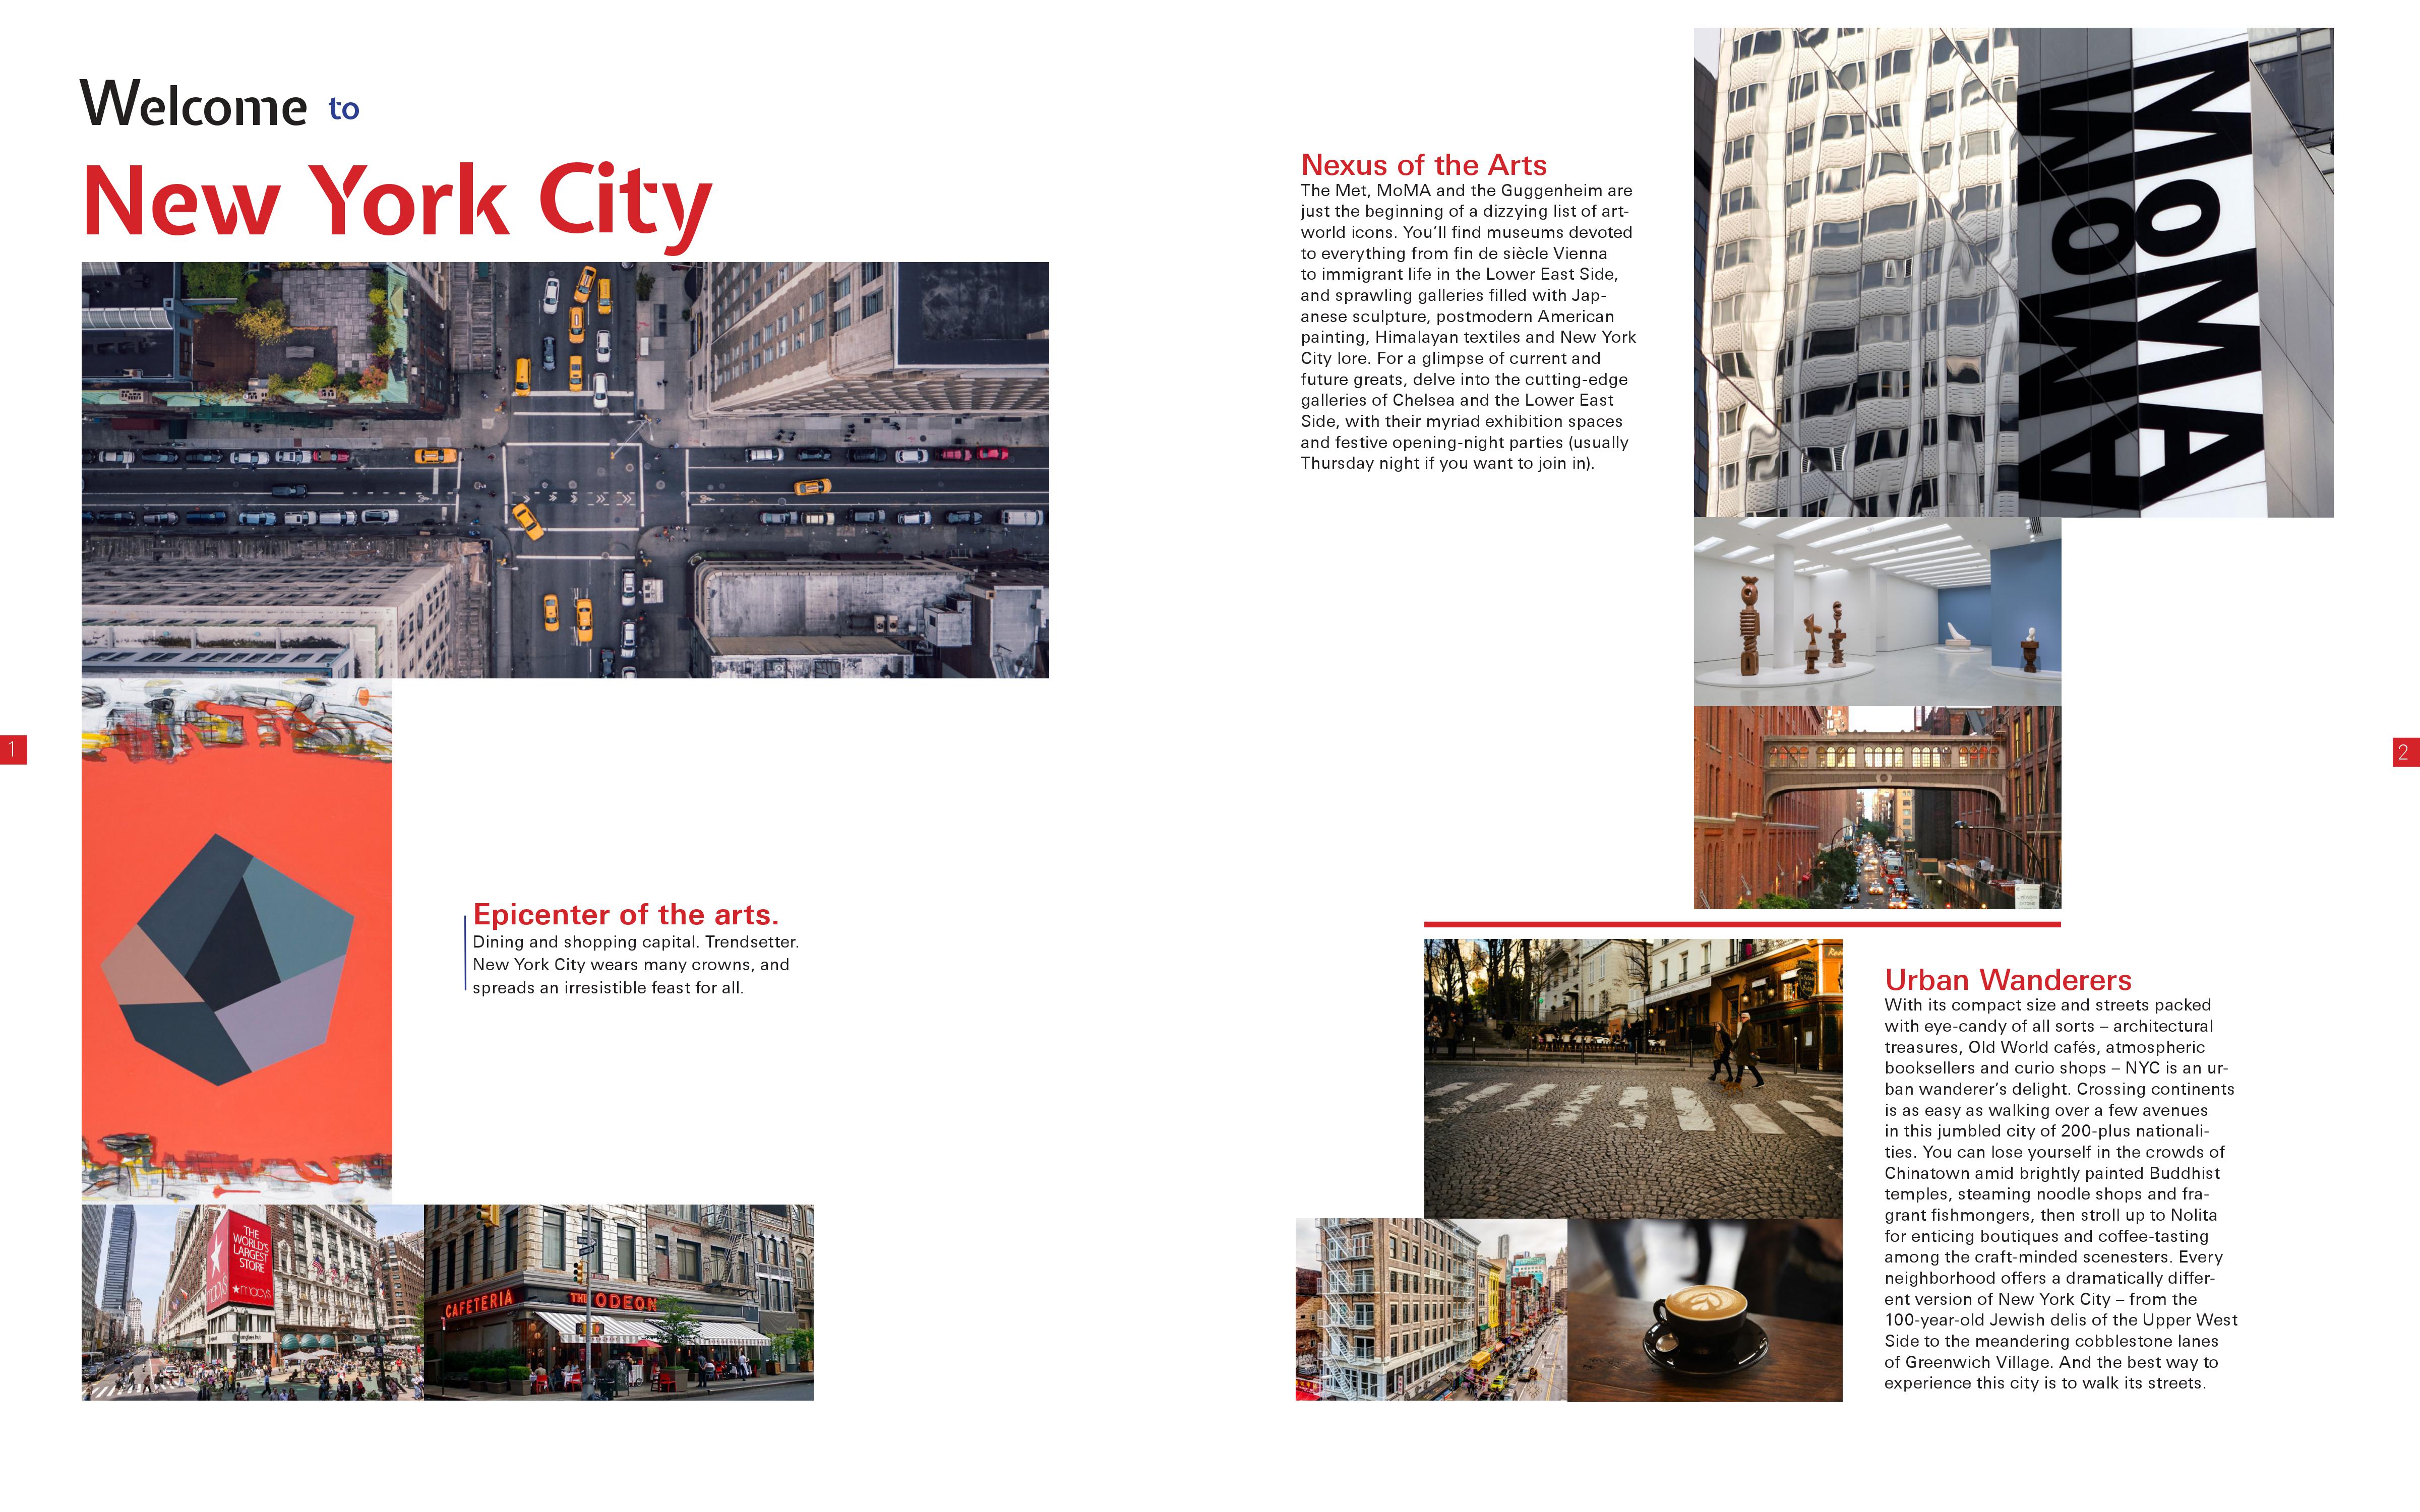 Welcome to
New York City
1
Epicenter of the arts.
Dining and shopping capital. Trendsetter.
New York City wears many crowns, and
spreads an irresistible feast for all.
THE
WORLD'S
LARGEST
STORE
★macy's
macy's
CAFETERIA
THE ODEON
Nexus of the Arts
The Met, MoMA and the Guggenheim are
just the beginning of a dizzying list of art-
world icons. You’ll find museums devoted
to everything from fin de siècle Vienna
to immigrant life in the Lower East Side,
and sprawling galleries filled with Jap-
anese sculpture, postmodern American
painting, Himalayan textiles and New York
City lore. For a glimpse of current and
future greats, delve into the cutting-edge
galleries of Chelsea and the Lower East
Side, with their myriad exhibition spaces
and festive opening-night parties (usually
Thursday night if you want to join in).
MOMA
MoMA
2
Urban Wanderers
With its compact size and streets packed
with eye-candy of all sorts – architectural
treasures, Old World cafés, atmospheric
booksellers and curio shops – NYC is an ur-
ban wanderer’s delight. Crossing continents
is as easy as walking over a few avenues
in this jumbled city of 200-plus nationali-
ties. You can lose yourself in the crowds of
Chinatown amid brightly painted Buddhist
temples, steaming noodle shops and fra-
grant fishmongers, then stroll up to Nolita
for enticing boutiques and coffee-tasting
among the craft-minded scenesters. Every
neighborhood offers a dramatically differ-
ent version of New York City – from the
100-year-old Jewish delis of the Upper West
Side to the meandering cobblestone lanes
of Greenwich Village. And the best way to
experience this city is to walk its streets.